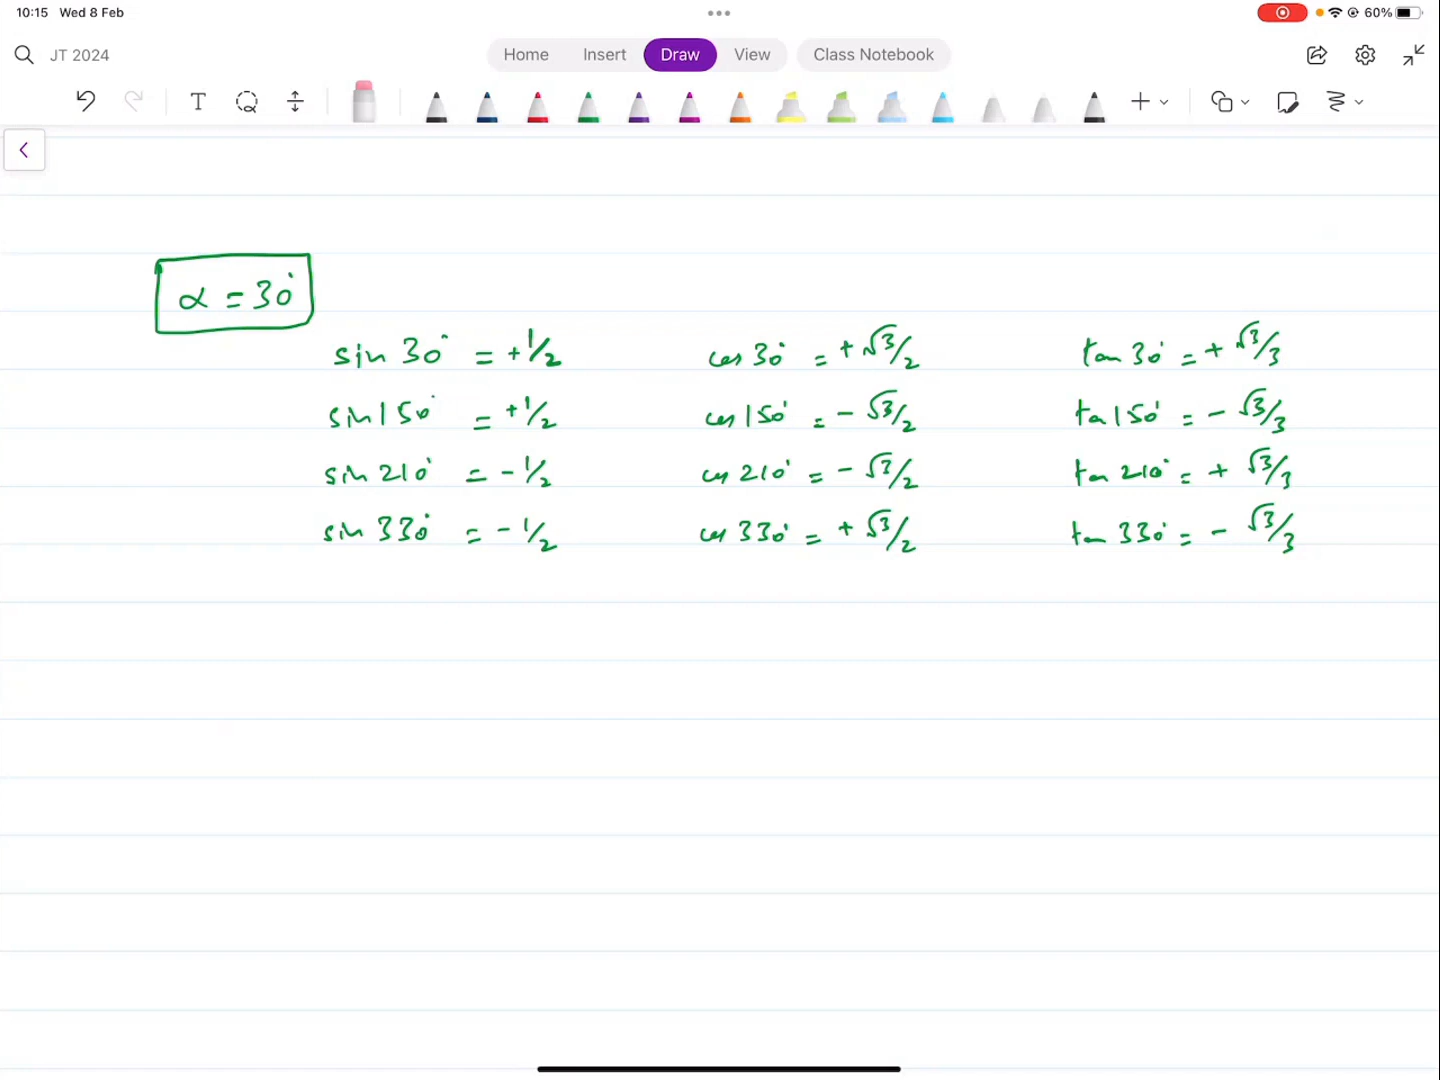 10:15 Wed 8 Feb 60%
JT 2024 Home Insert Draw View Class Notebook
T
α = 30°
sin 30° = + 1/2 cos 30° = + √3/2 tan 30° = + √3/3
sin 150° = + 1/2 cos 150° = - √3/2 tan 150° = - √3/3
sin 210° = - 1/2 cos 210° = - √3/2 tan 210° = + √3/3
sin 330° = - 1/2 cos 330° = + √3/2 tan 330° = - √3/3